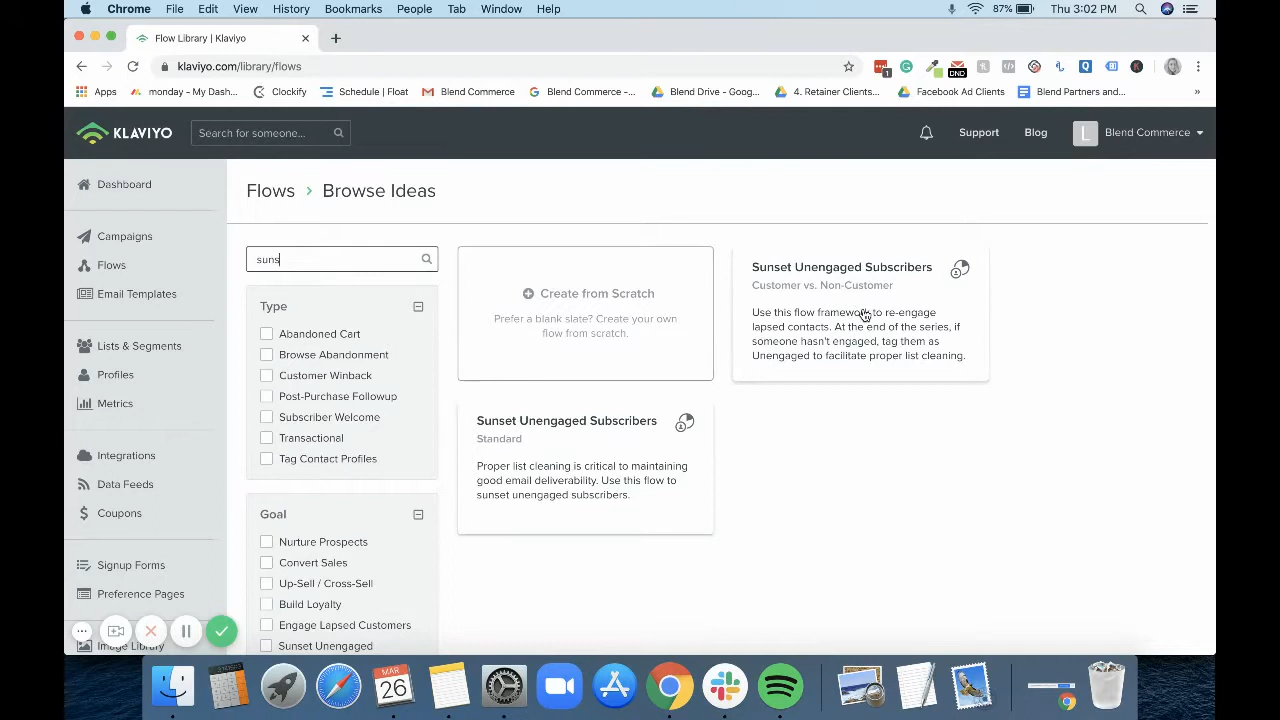 Chrome File Edit View History Bookmarks People Tab Window Help 87% Thu 3:02 PM
Flow Library | Klaviyo
klaviyo.com/library/flows
1 DND
Apps monday - My Dash... Clockify Schedule | Float Blend Commerce Blend Commerce -... Blend Drive - Goog... 4. Retainer Clients... Facebook Ad Clients Blend Partners and... »
KLAVIYO Search for someone... Support Blog L Blend Commerce
Dashboard
Campaigns
Flows
Email Templates
Lists & Segments
Profiles
Metrics
Integrations
Data Feeds
Coupons
Signup Forms
Preference Pages
Image Library
Flows > Browse Ideas
suns
Type
Abandoned Cart
Browse Abandonment
Customer Winback
Post-Purchase Followup
Subscriber Welcome
Transactional
Tag Contact Profiles
Goal
Nurture Prospects
Convert Sales
Up-Sell / Cross-Sell
Build Loyalty
Engage Lapsed Customers
Sunset Unengaged
Create from Scratch
Prefer a blank slate? Create your own
flow from scratch.
Sunset Unengaged Subscribers
Customer vs. Non-Customer
Use this flow framework to re-engage
lapsed contacts. At the end of the series, if
someone hasn't engaged, tag them as
Unengaged to facilitate proper list cleaning.
Sunset Unengaged Subscribers
Standard
Proper list cleaning is critical to maintaining
good email deliverability. Use this flow to
sunset unengaged subscribers.
MAR
26